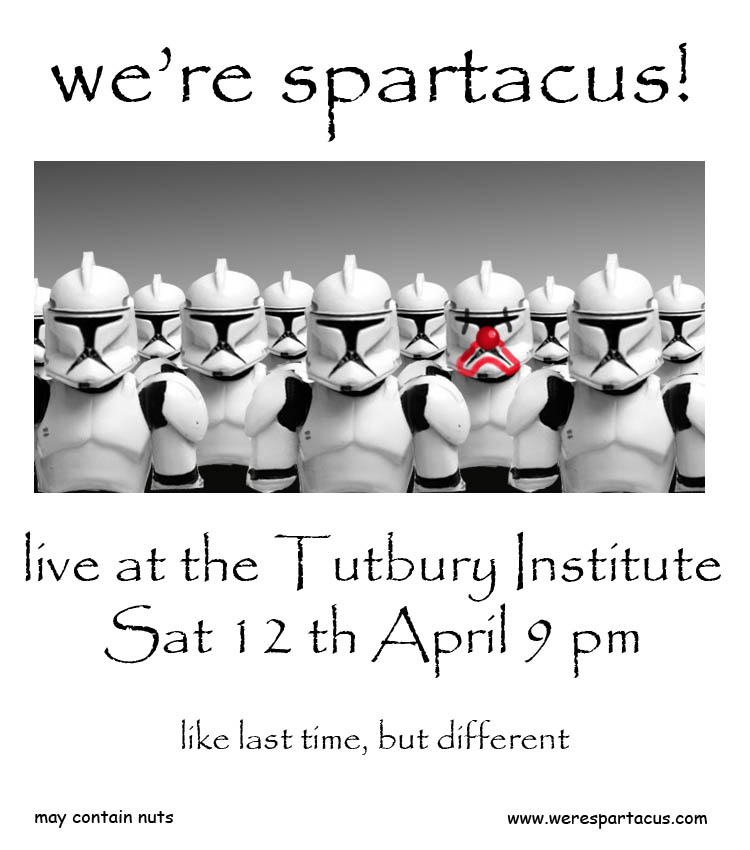 we're spartacus!
live at the Tutbury Institute
Sat 12 th April 9 pm
like last time, but different
may contain nuts
www.werespartacus.com